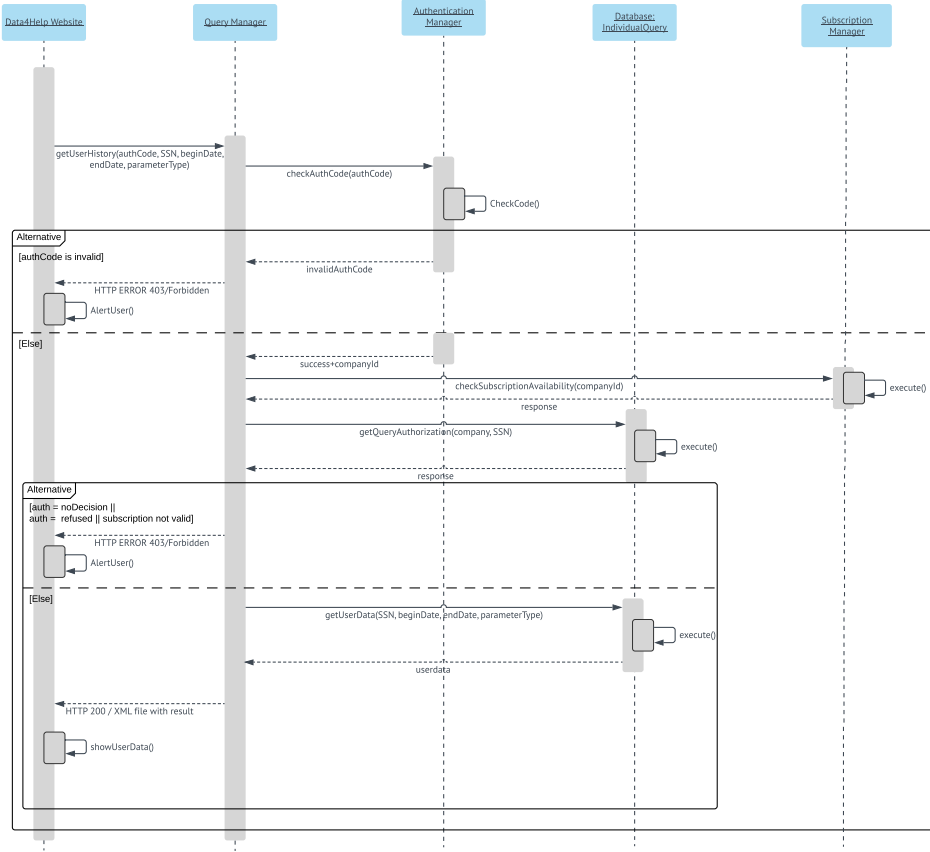 Data4Help Website
Query Manager
Authentication
Manager
Database:
IndividualQuery
Subscription
Manager
getUserHistory(authCode, SSN, beginDate,
endDate, parameterType)
checkAuthCode(authCode)
CheckCode()
Alternative
[authCode is invalid]
invalidAuthCode
HTTP ERROR 403/Forbidden
AlertUser()
[Else]
success+companyId
checkSubscriptionAvailability(companyId)
execute()
response
getQueryAuthorization(company, SSN)
execute()
response
Alternative
[auth = noDecision ||
auth =  refused || subscription not valid]
HTTP ERROR 403/Forbidden
AlertUser()
[Else]
getUserData(SSN, beginDate, endDate, parameterType)
execute()
userdata
HTTP 200 / XML file with result
showUserData()